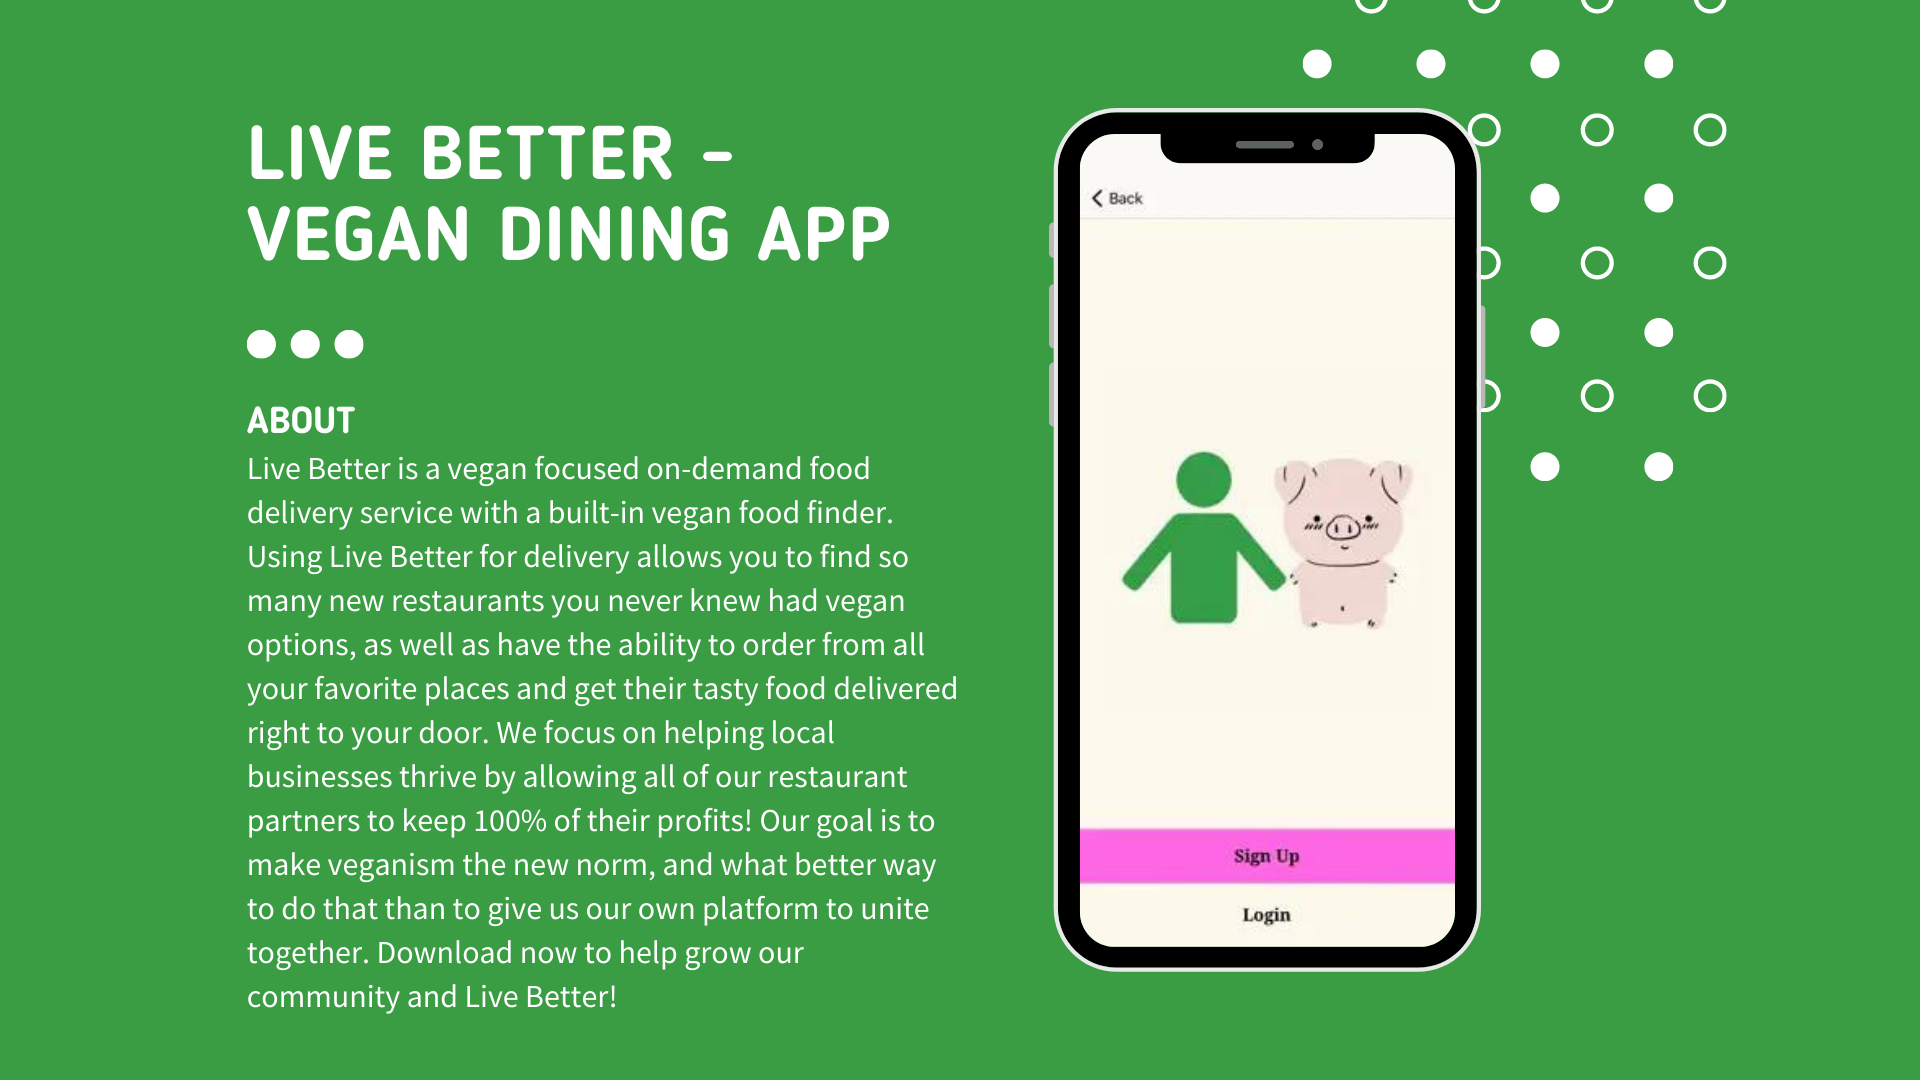 LIVE BETTER -
VEGAN DINING APP
ABOUT
Live Better is a vegan focused on-demand food
delivery service with a built-in vegan food finder.
Using Live Better for delivery allows you to find so
many new restaurants you never knew had vegan
options, as well as have the ability to order from all
your favorite places and get their tasty food delivered
right to your door. We focus on helping local
businesses thrive by allowing all of our restaurant
partners to keep 100% of their profits! Our goal is to
make veganism the new norm, and what better way
to do that than to give us our own platform to unite
together. Download now to help grow our
community and Live Better!
Back
Sign Up
Login